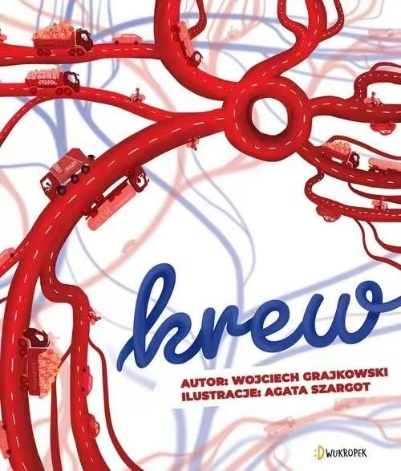 krew
AUTOR: WOJCIECH GRAJKOWSKI
ILUSTRACJE: AGATA SZARGOT
:DWUKROPEK